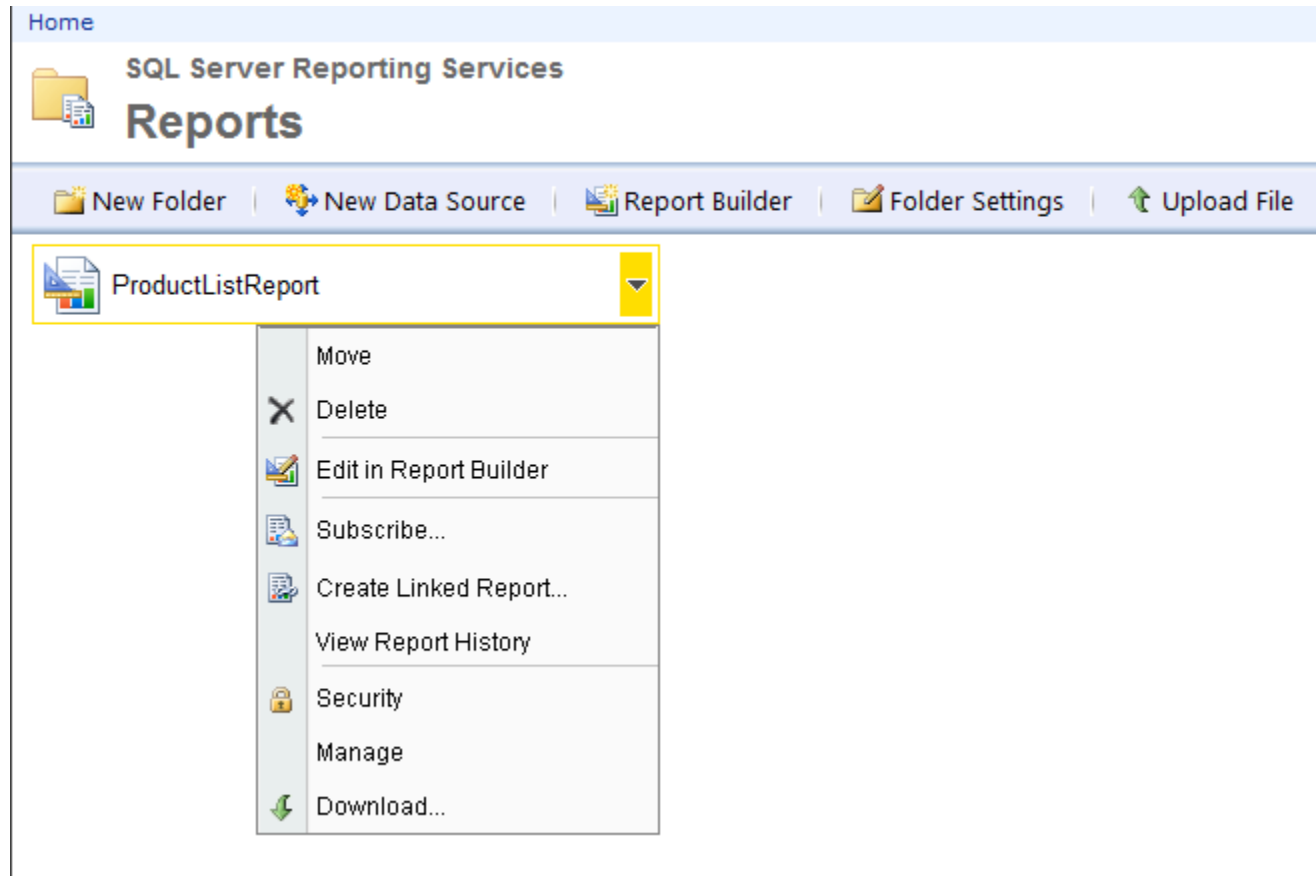 Home
SQL Server Reporting Services
Reports
New Folder New Data Source Report Builder Folder Settings Upload File
ProductListReport
Move
Delete
Edit in Report Builder
Subscribe...
Create Linked Report...
View Report History
Security
Manage
Download...